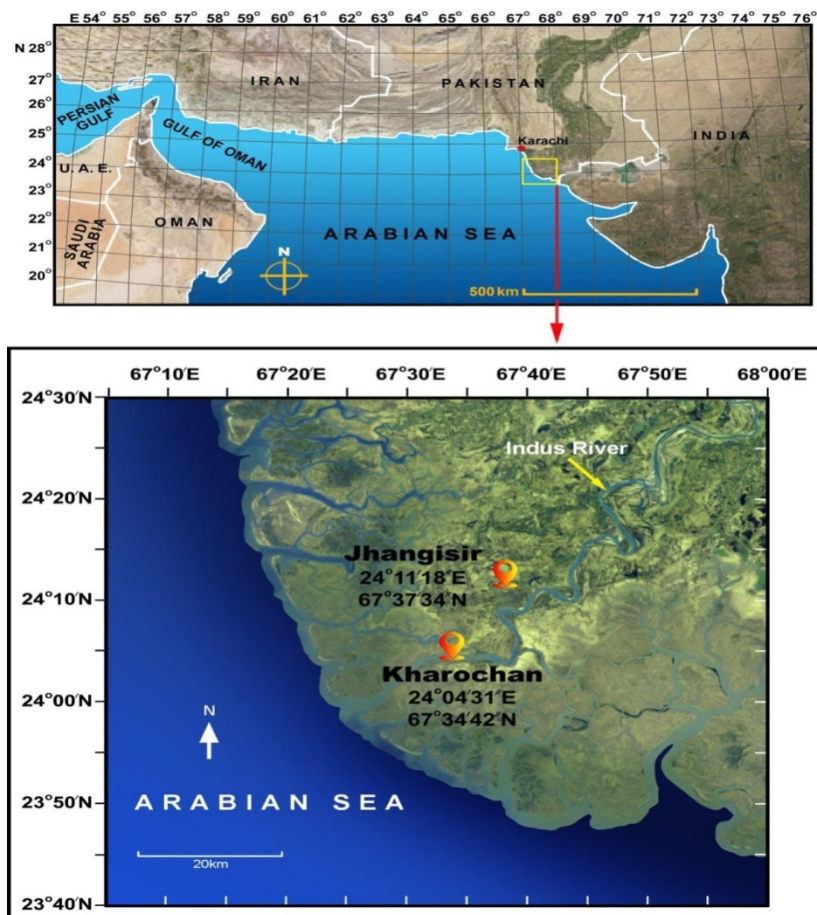 E 54° 55° 56° 57° 58° 59° 60° 61° 62° 63° 64° 65° 66° 67° 68° 69° 70° 71° 72° 73° 74° 75° 76°
N 28°
27°
26°
25°
24°
23°
22°
21°
20°
IRAN
PAKISTAN
INDIA
PERSIAN
GULF
GULF OF OMAN
Karachi
U. A. E.
OMAN
SAUDI
ARABIA
ARABIAN SEA
N
500 km
67°10′E 67°20′E 67°30′E 67°40′E 67°50′E 68°00′E
24°30′N
24°20′N
24°10′N
24°00′N
23°50′N
23°40′N
Indus River
Jhangisir
24°11′18″E
67°37′34″N
Kharochan
24°04′31″E
67°34′42″N
N
ARABIAN SEA
20km